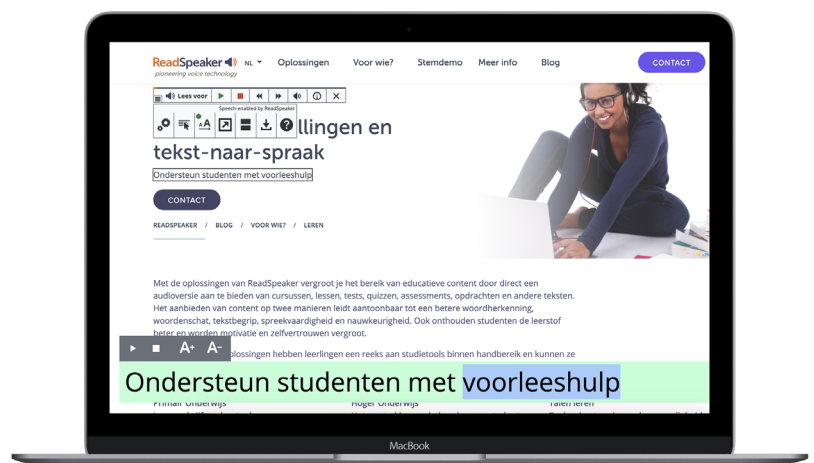 ReadSpeaker NL Oplossingen Voor wie? Stemdemo Meer info Blog CONTACT
pioneering voice technology
Lees voor
Speech-enabled by ReadSpeaker
A A
llingen en
tekst-naar-spraak
Ondersteun studenten met voorleeshulp
CONTACT
READSPEAKER / BLOG / VOOR WIE? / LEREN
Met de oplossingen van ReadSpeaker vergroot je het bereik van educatieve content door direct een
audioversie aan te bieden van cursussen, lessen, tests, quizzen, assessments, opdrachten en andere teksten.
Het aanbieden van content op twee manieren leidt aantoonbaar tot een betere woordherkenning,
woordenschat, tekstbegrip, spreekvaardigheid en nauwkeurigheid. Ook onthouden studenten de leerstof
beter en worden motivatie en zelfvertrouwen vergroot.
A+ A-
plossingen hebben leerlingen een reeks aan studietools binnen handbereik en kunnen ze
Ondersteun studenten met voorleeshulp
Primair Onderwijs Hoger Onderwijs Talen leren
MacBook